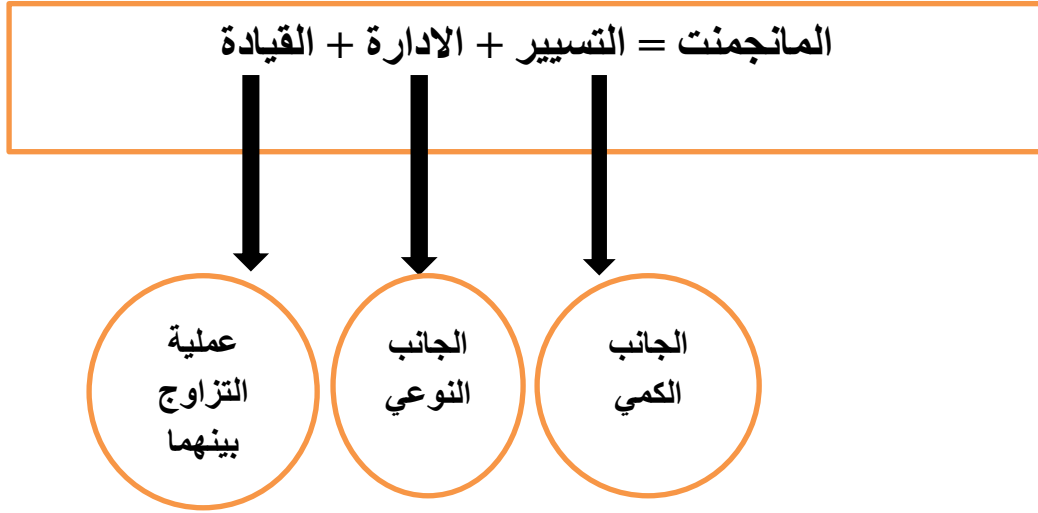 المانجمنت = التسيير + الادارة + القيادة
الجانب
الكمي
الجانب
النوعي
عملية
التزاوج
بينهما